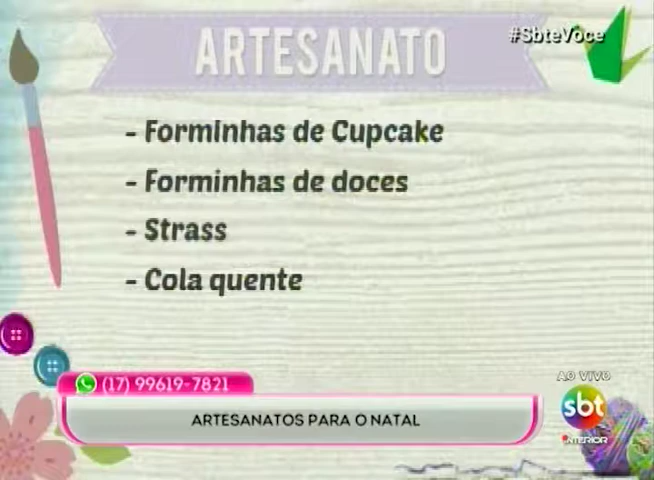 ARTESANATO
#SbteVoce
- Forminhas de Cupcake
- Forminhas de doces
- Strass
- Cola quente
(17) 99619-7821
ARTESANATOS PARA O NATAL
AO VIVO
sbt
INTERIOR